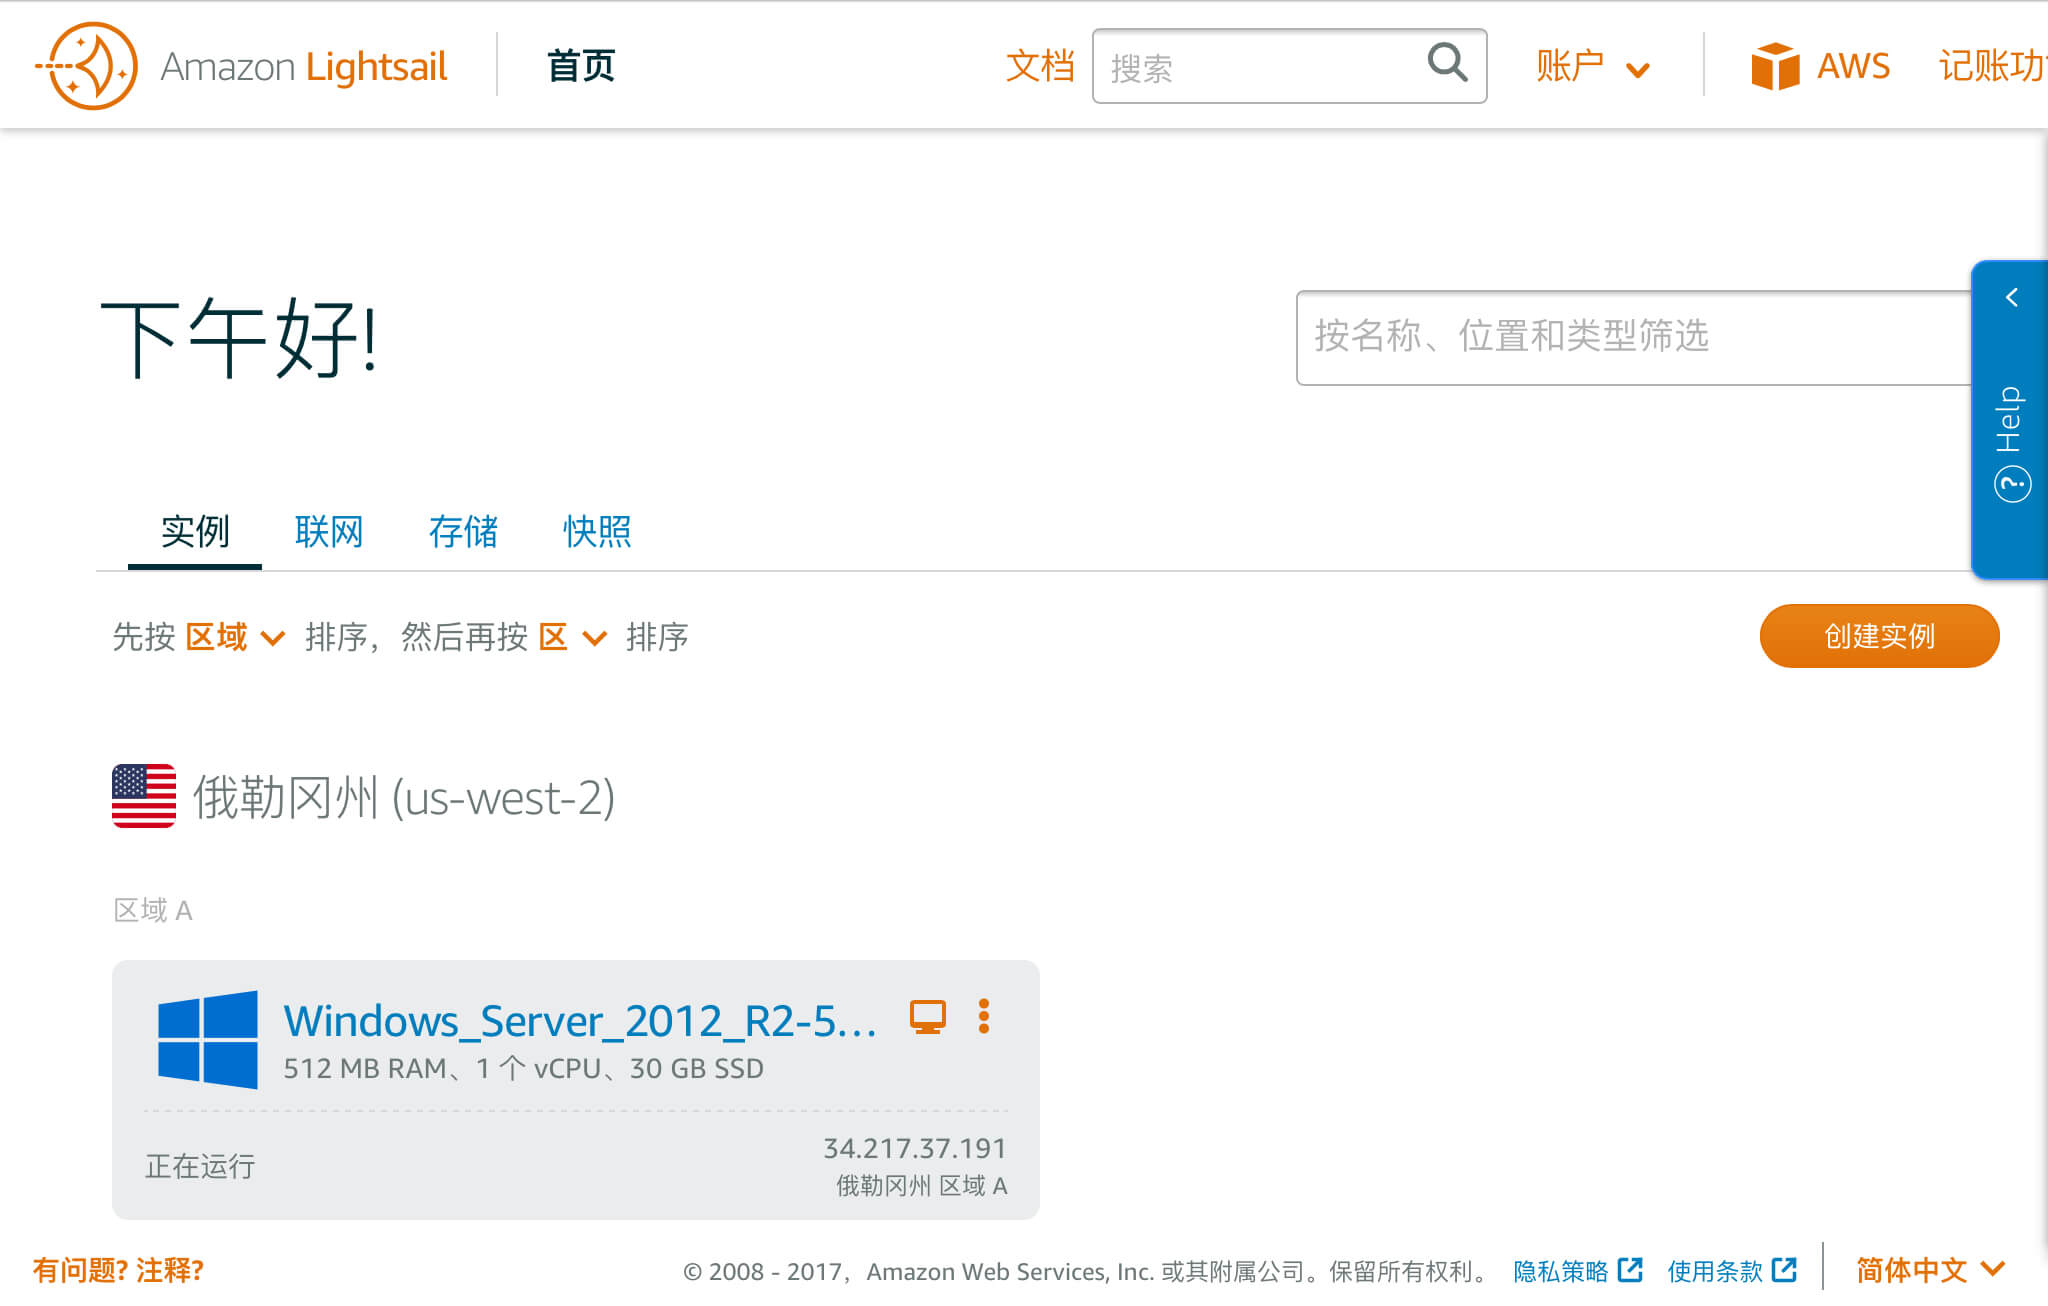 Amazon Lightsail 首页 文档 搜索 账户 AWS 记账功
下午好!
按名称、位置和类型筛选
Help
实例 联网 存储 快照
先按 区域 排序，然后再按 区 排序
创建实例
俄勒冈州 (us-west-2)
区域 A
Windows_Server_2012_R2-5...
512 MB RAM、1 个 vCPU、30 GB SSD
正在运行
34.217.37.191
俄勒冈州 区域 A
有问题? 注释?
© 2008 - 2017，Amazon Web Services, Inc. 或其附属公司。保留所有权利。 隐私策略 使用条款 简体中文